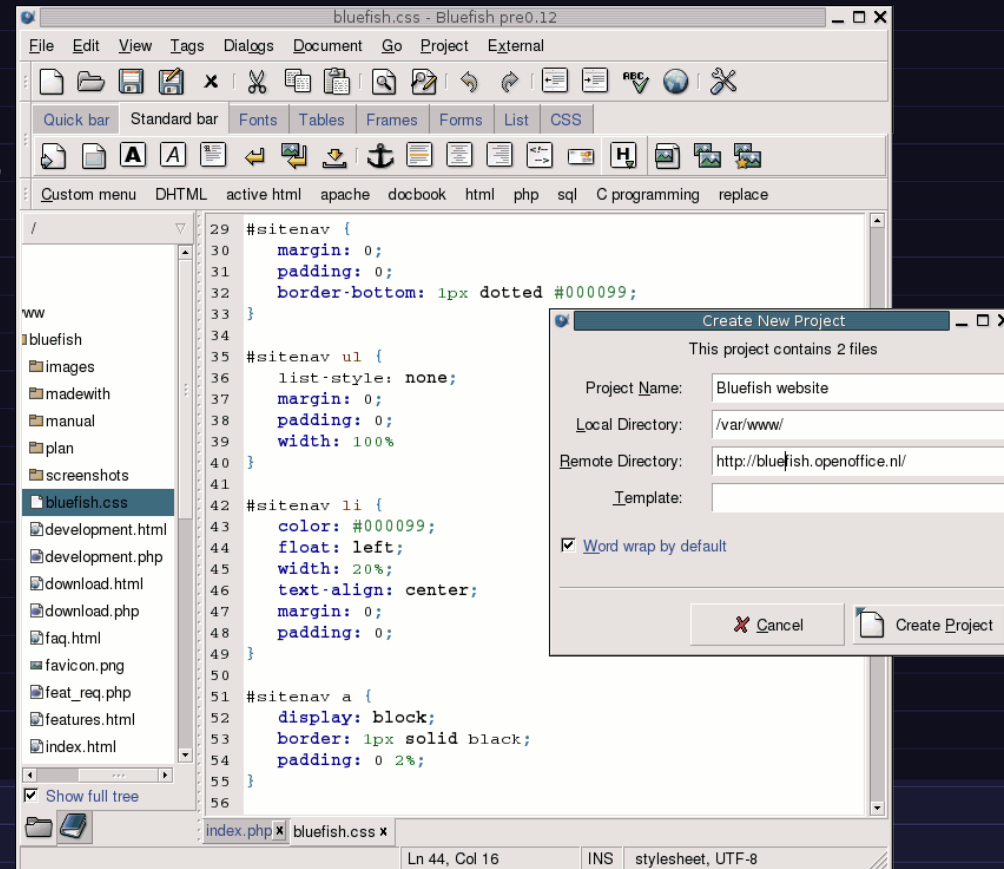 bluefish.css - Bluefish pre0.12
File Edit View Tags Dialogs Document Go Project External
ABC
Quick bar Standard bar Fonts Tables Frames Forms List CSS
A A H
Custom menu DHTML active html apache docbook html php sql C programming replace
/
ww
bluefish
images
madewith
manual
plan
screenshots
bluefish.css
development.html
development.php
download.html
download.php
faq.html
favicon.png
feat_req.php
features.html
index.html
Show full tree
29 #sitenav {
30 margin: 0;
31 padding: 0;
32 border-bottom: 1px dotted #000099;
33 }
34
35 #sitenav ul {
36 list-style: none;
37 margin: 0;
38 padding: 0;
39 width: 100%
40 }
41
42 #sitenav li {
43 color: #000099;
44 float: left;
45 width: 20%;
46 text-align: center;
47 margin: 0;
48 padding: 0;
49 }
50
51 #sitenav a {
52 display: block;
53 border: 1px solid black;
54 padding: 0 2%;
55 }
56
index.php bluefish.css
Ln 44, Col 16 INS stylesheet, UTF-8
Create New Project
This project contains 2 files
Project Name: Bluefish website
Local Directory: /var/www/
Remote Directory: http://bluefish.openoffice.nl/
Template:
Word wrap by default
Cancel Create Project